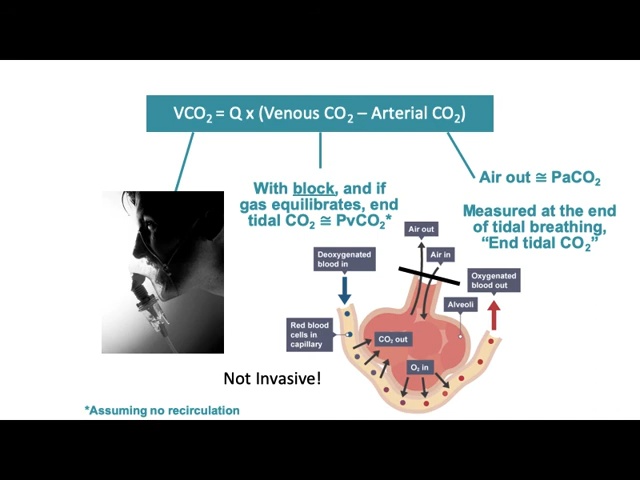 VCO₂ = Q x (Venous CO₂ – Arterial CO₂)
With block, and if
gas equilibrates, end
tidal CO₂ ≅ PvCO₂*
Air out ≅ PaCO₂
Measured at the end
of tidal breathing,
“End tidal CO₂”
Air out
Air in
Deoxygenated
blood in
Oxygenated
blood out
Alveoli
Red blood
cells in
capillary
CO₂ out
O₂ in
Not Invasive!
*Assuming no recirculation